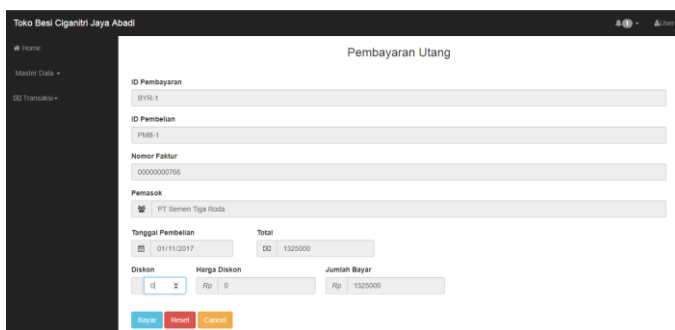 Toko Besi Ciganitri Jaya Abadi 1 User
Home
Pembayaran Utang
Master Data
Transaksi
ID Pembayaran
BYR-1
ID Pembelian
PMB-1
Nomor Faktur
00000000766
Pemasok
PT Semen Tiga Roda
Tanggal Pembelian Total
01/11/2017 1325000
Diskon Harga Diskon Jumlah Bayar
0 Rp 0 Rp 1325000
Bayar Reset Cancel